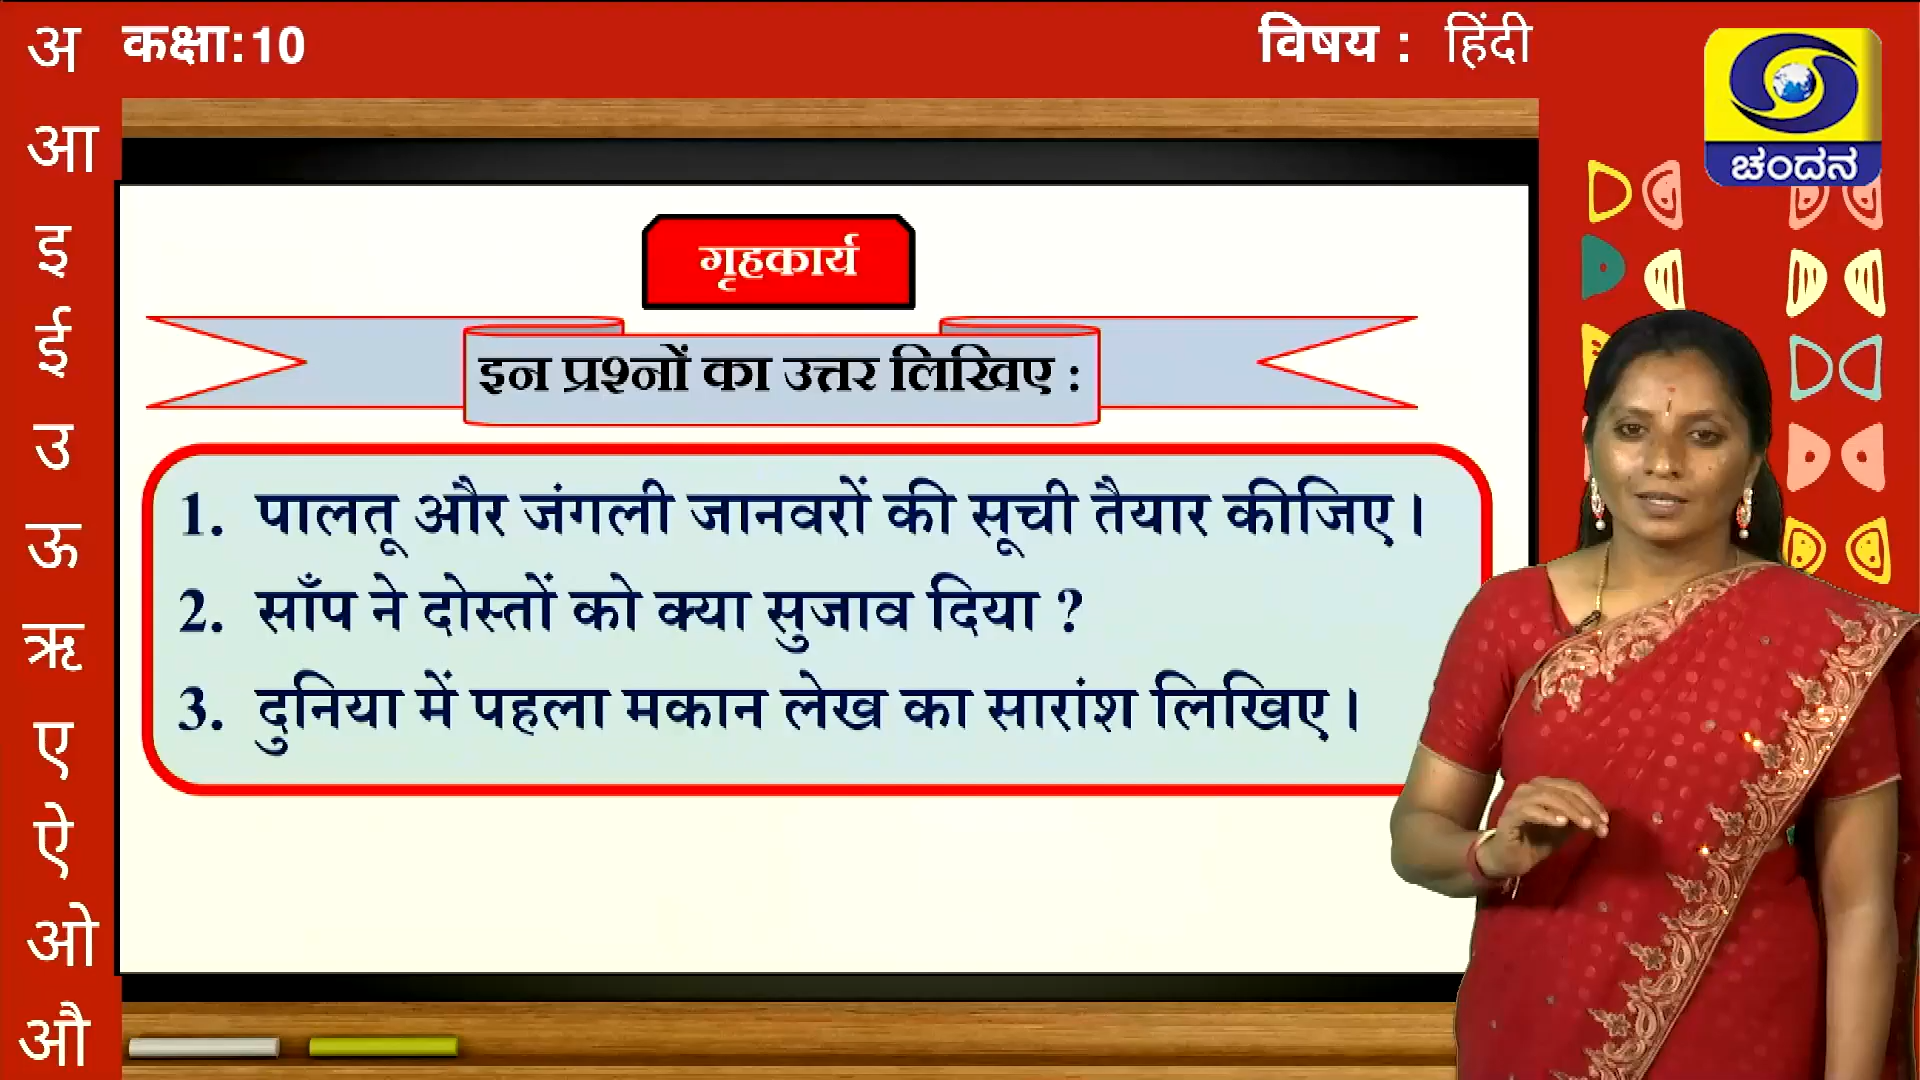 कक्षा:10
विषय : हिंदी
ಚಂದನ
अ
आ
इ
ई
उ
ऊ
ऋ
ए
ऐ
ओ
औ
गृहकार्य
इन प्रश्नों का उत्तर लिखिए :
1. पालतू और जंगली जानवरों की सूची तैयार कीजिए।
2. साँप ने दोस्तों को क्या सुजाव दिया ?
3. दुनिया में पहला मकान लेख का सारांश लिखिए।